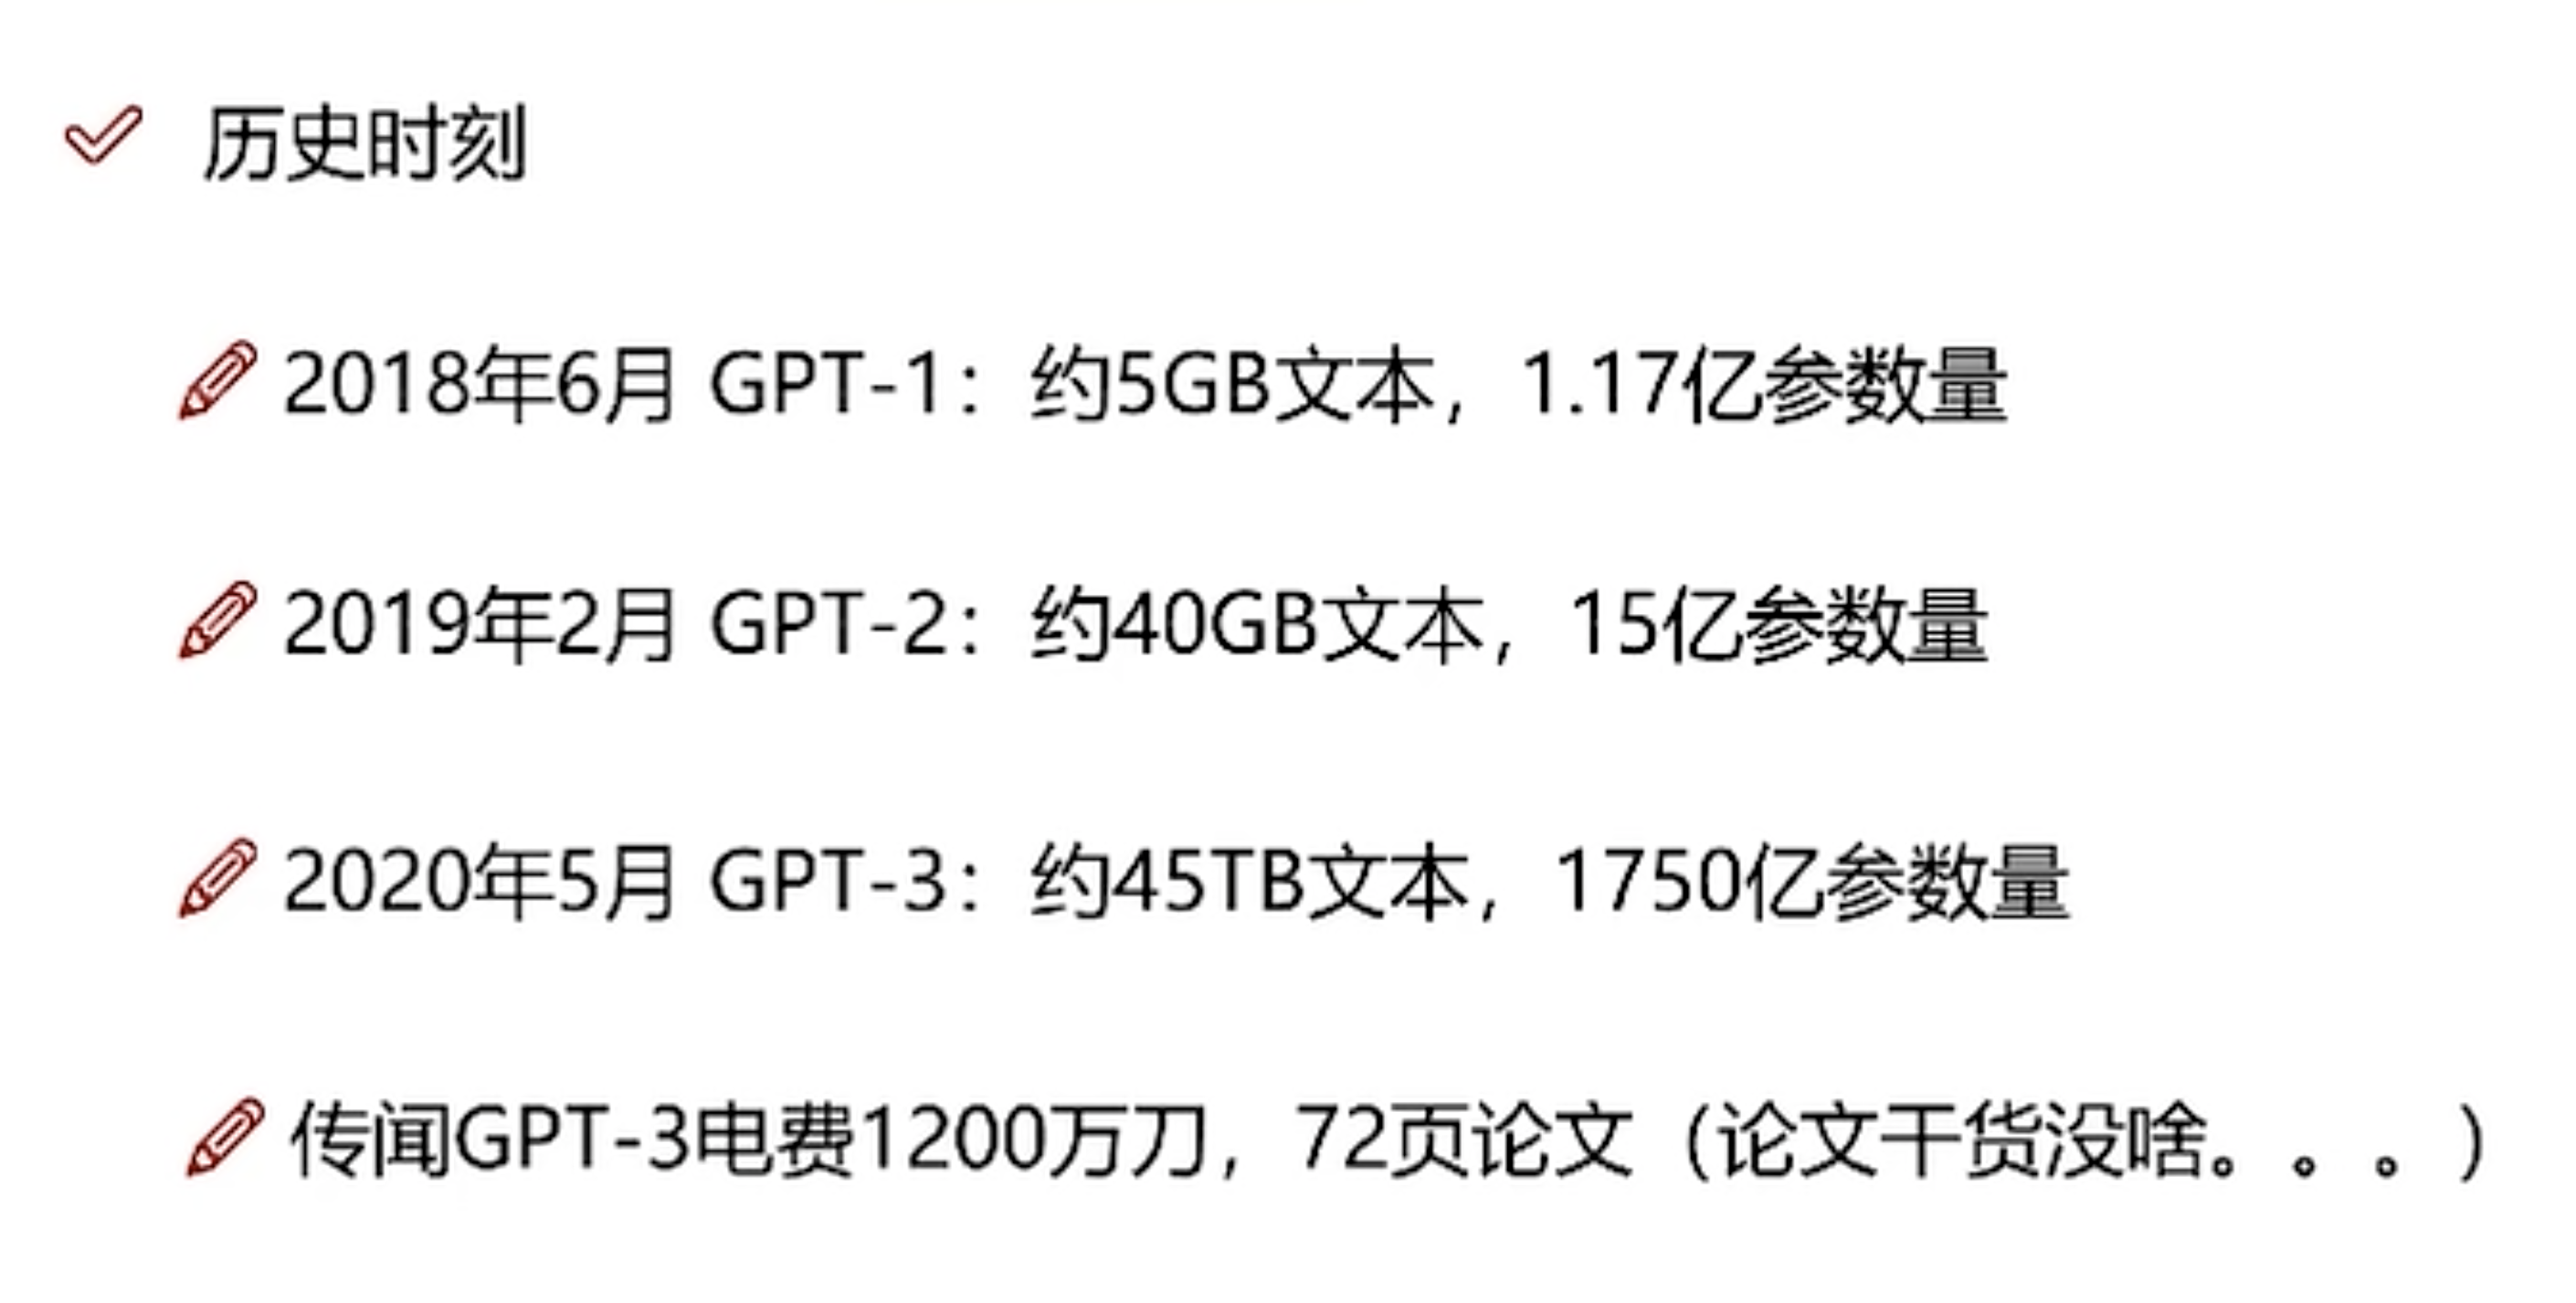 历史时刻
2018年6月 GPT-1：约5GB文本，1.17亿参数量
2019年2月 GPT-2：约40GB文本，15亿参数量
2020年5月 GPT-3：约45TB文本，1750亿参数量
传闻GPT-3电费1200万刀，72页论文（论文干货没啥。。。）